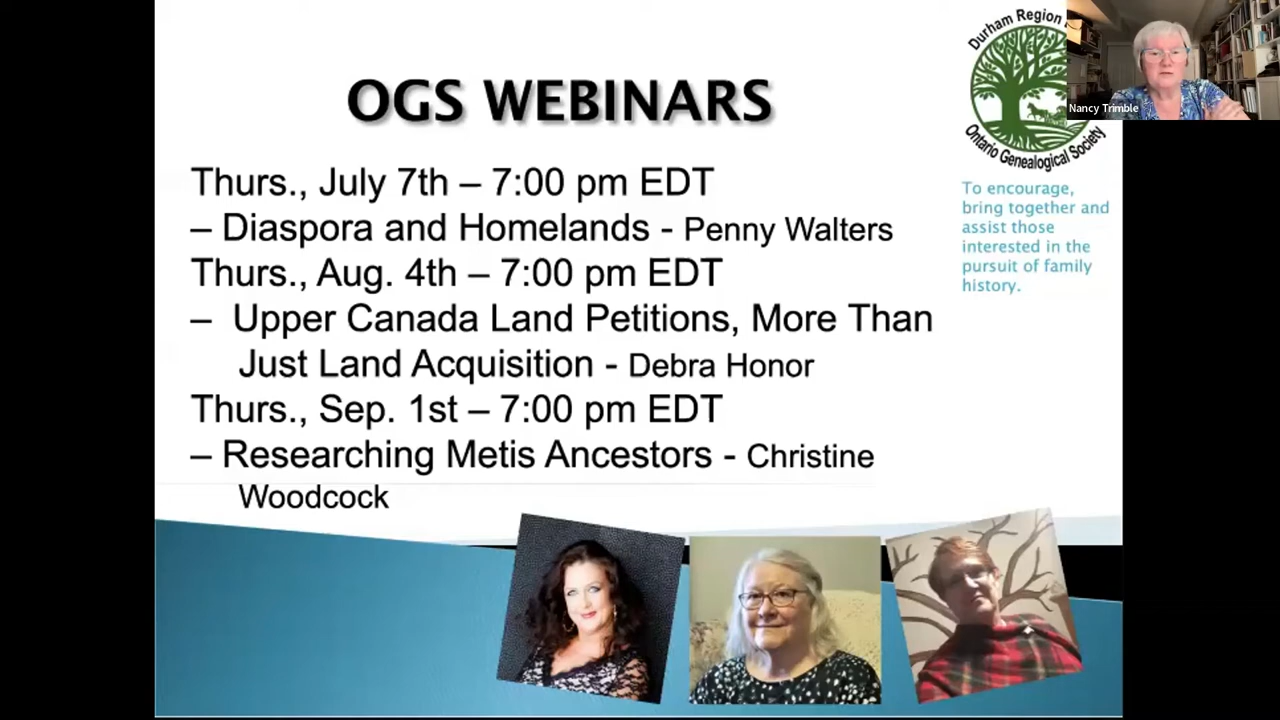 OGS WEBINARS
Thurs., July 7th – 7:00 pm EDT
– Diaspora and Homelands - Penny Walters
Thurs., Aug. 4th – 7:00 pm EDT
– Upper Canada Land Petitions, More Than
Just Land Acquisition - Debra Honor
Thurs., Sep. 1st – 7:00 pm EDT
– Researching Metis Ancestors - Christine
Woodcock
Durham Region
Ontario Genealogical Society
To encourage,
bring together and
assist those
interested in the
pursuit of family
history.
Nancy Trimble